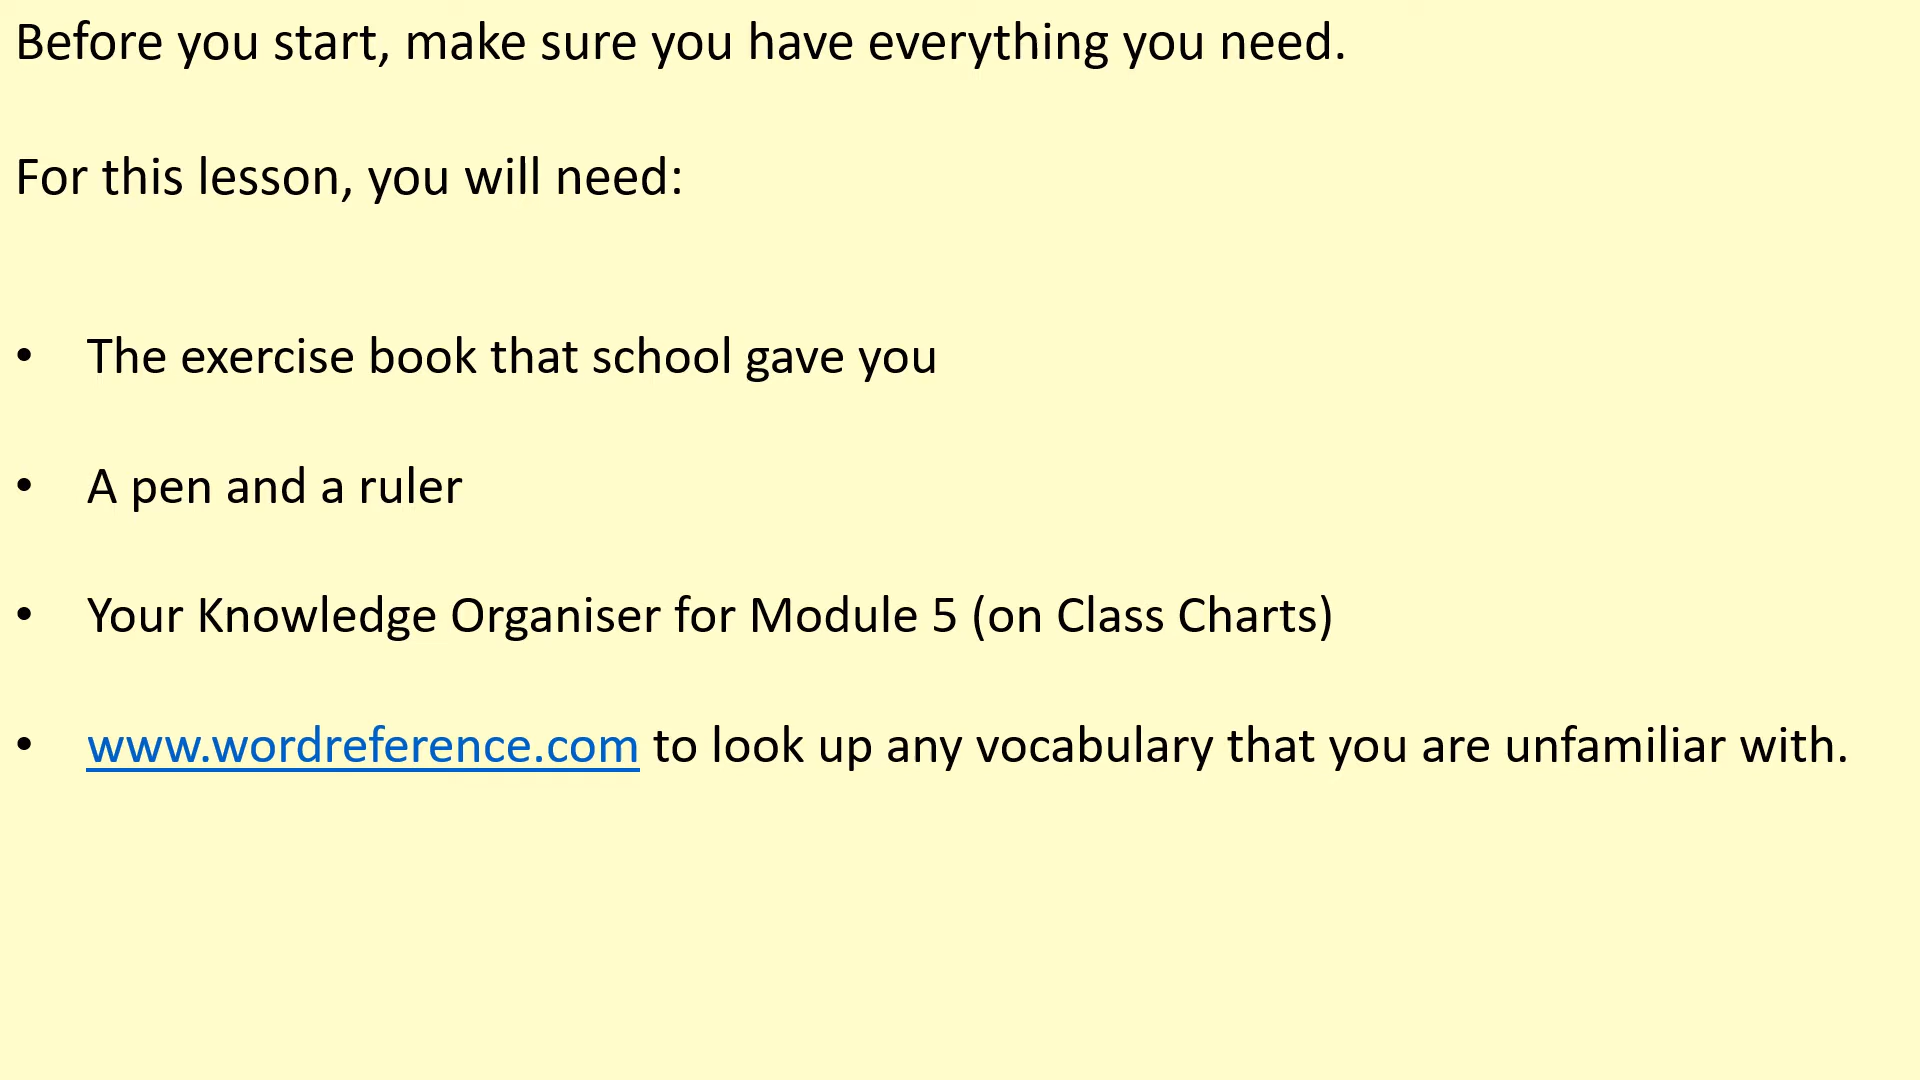 Before you start, make sure you have everything you need.
For this lesson, you will need:
• The exercise book that school gave you
• A pen and a ruler
• Your Knowledge Organiser for Module 5 (on Class Charts)
• www.wordreference.com to look up any vocabulary that you are unfamiliar with.